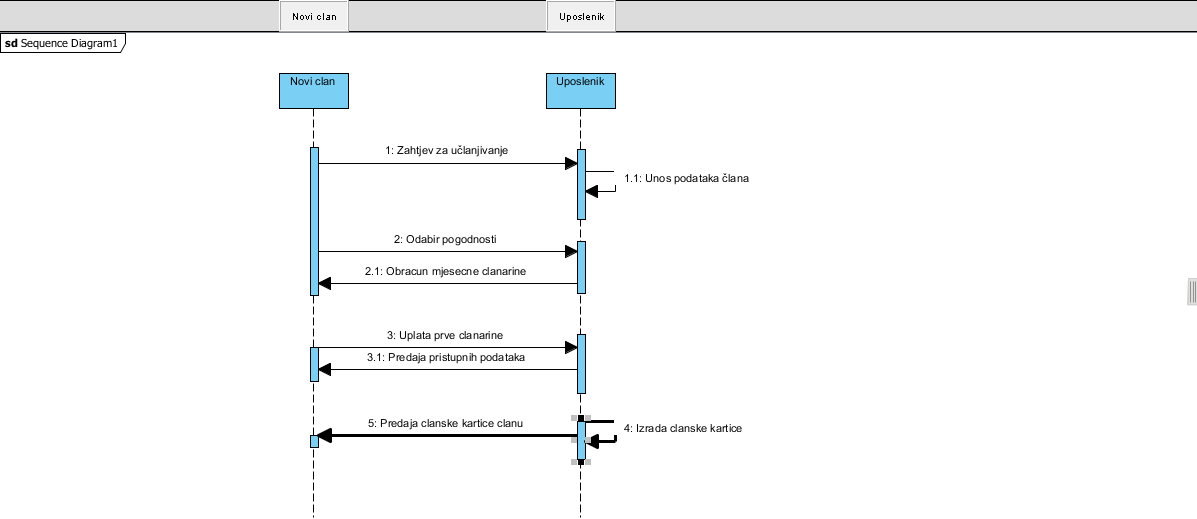 Novi clan
Uposlenik
sd Sequence Diagram1
Novi clan
Uposlenik
1: Zahtjev za učlanjivanje
1.1: Unos podataka člana
2: Odabir pogodnosti
2.1: Obracun mjesecne clanarine
3: Uplata prve clanarine
3.1: Predaja pristupnih podataka
5: Predaja clanske kartice clanu
4: Izrada clanske kartice